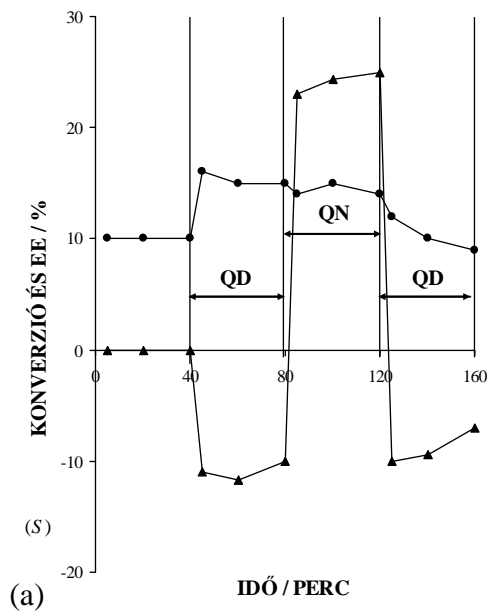 30
20
QN
10
QD
QD
0
0
40
80
120
160
-10
(S)
-20
KONVERZIÓ ÉS EE / %
(a)
IDŐ / PERC